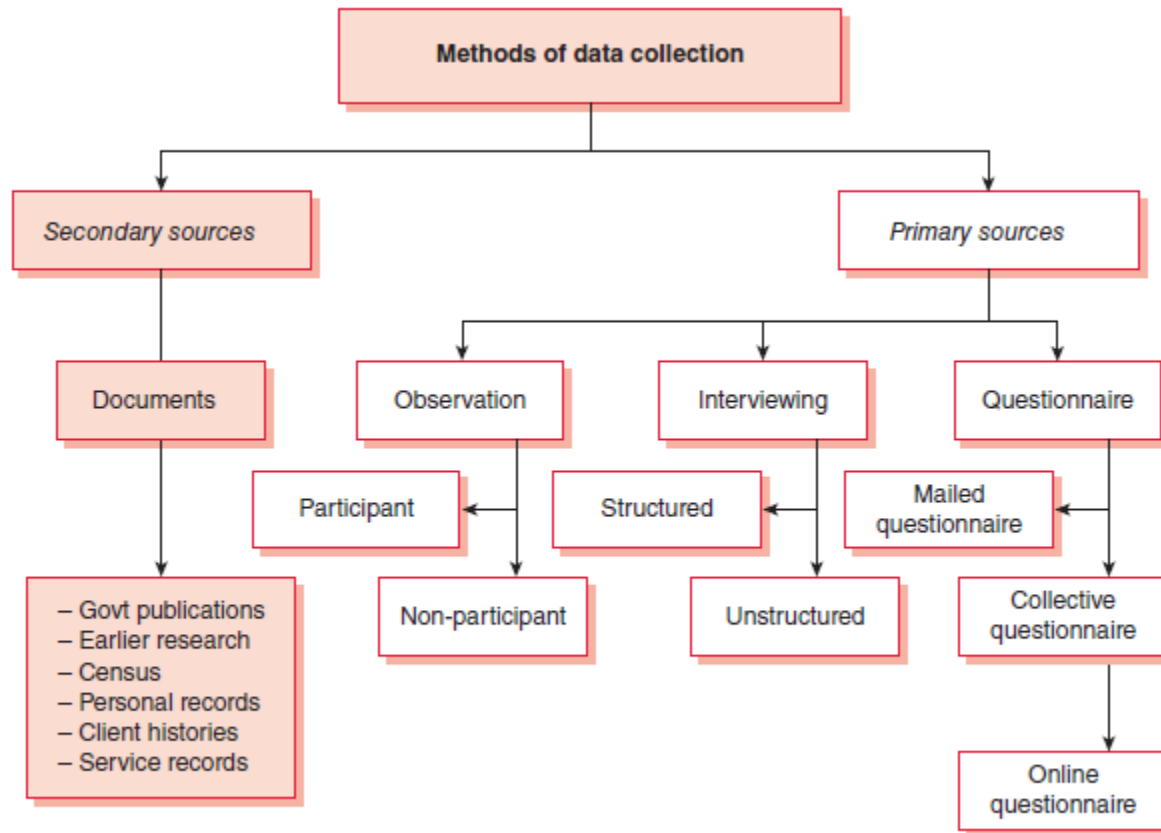 Methods of data collection
Secondary sources
Primary sources
Documents
Observation
Interviewing
Questionnaire
Participant
Structured
Mailed
questionnaire
– Govt publications
– Earlier research
– Census
– Personal records
– Client histories
– Service records
Non-participant
Unstructured
Collective
questionnaire
Online
questionnaire